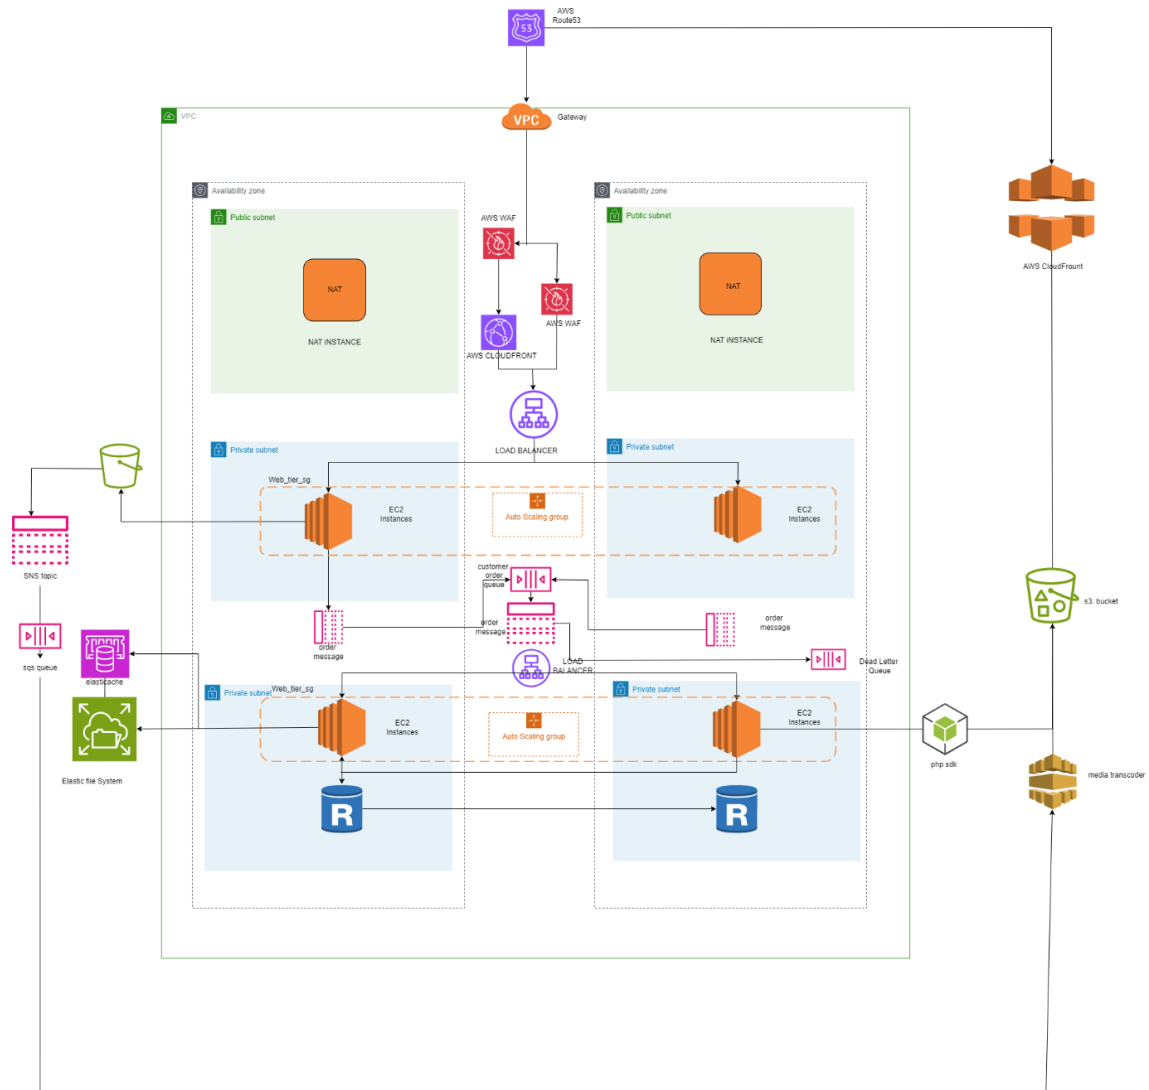 AWS
Route53
53
VPC
VPC
Gateway
Availability zone
Availability zone
Public subnet
Public subnet
AWS WAF
AWS CloudFrount
NAT
NAT
AWS WAF
NAT iNSTANCE
NAT iNSTANCE
AWS CLOUDFRONT
Private subnet
Private subnet
LOAD BALANCER
Web_tier_sg
EC2
Instances
Auto Scaling group
EC2
Instances
SNS topic
customer
order
queue
s3. bucket
order
message
order
message
order
message
sqs queue
LOAD
BALANCER
Dead Letter
Queue
elasticache
Private subnet
Web_tier_sg
Private subnet
EC2
Instances
Auto Scaling group
EC2
Instances
php sdk
media transcoder
Elastic file System
R
R